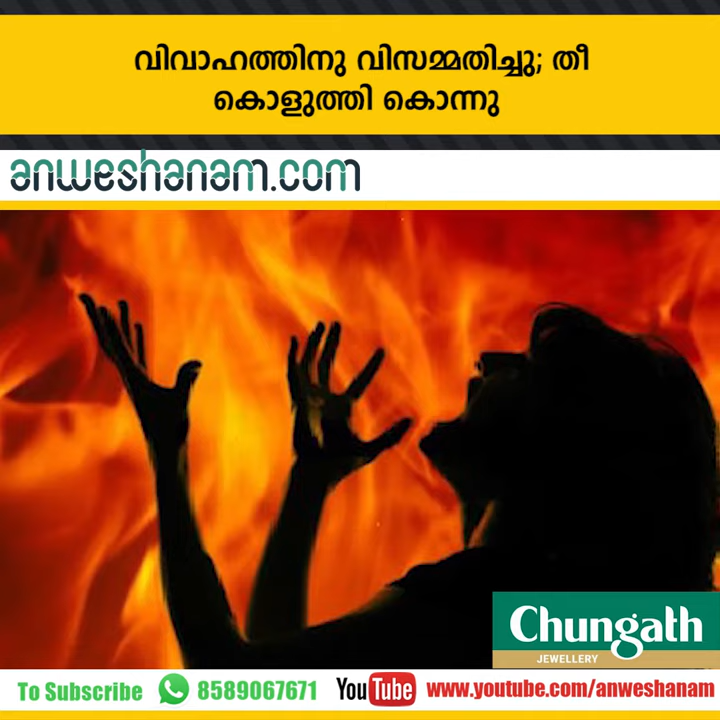 വിവാഹത്തിനു വിസമ്മതിച്ചു; തീ
കൊളുത്തി കൊന്നു
anweshanam.com
Chungath
JEWELLERY
To Subscribe 8589067671 YouTube www.youtube.com/anweshanam